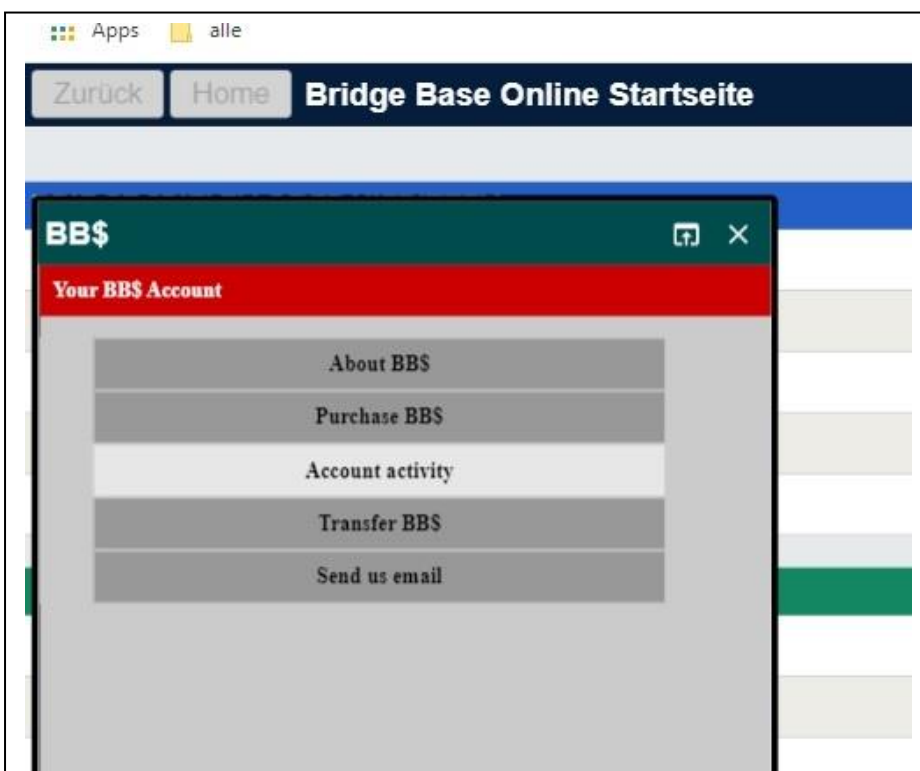 Apps alle
Zurück Home Bridge Base Online Startseite
BB$
Your BB$ Account
About BB$
Purchase BB$
Account activity
Transfer BB$
Send us email